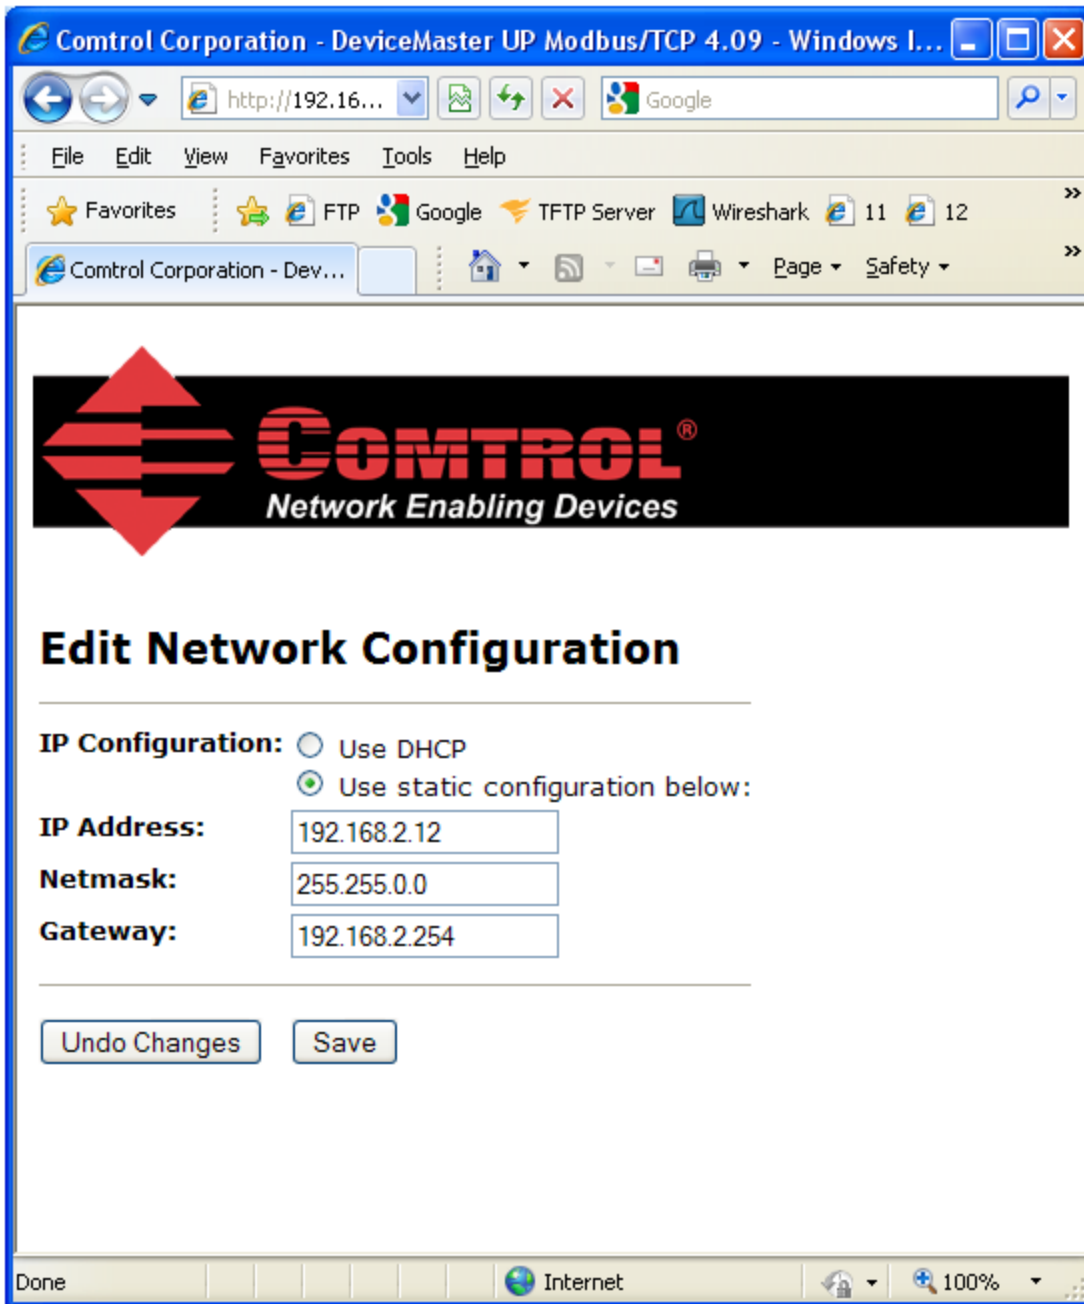 Comtrol Corporation - DeviceMaster UP Modbus/TCP 4.09 - Windows I...
http://192.16...
Google
File Edit View Favorites Tools Help
Favorites FTP Google TFTP Server Wireshark 11 12 »
Comtrol Corporation - Dev... Page Safety »
COMTROL®
Network Enabling Devices
Edit Network Configuration
IP Configuration: Use DHCP
Use static configuration below:
IP Address: 192.168.2.12
Netmask: 255.255.0.0
Gateway: 192.168.2.254
Undo Changes Save
Done Internet 100%